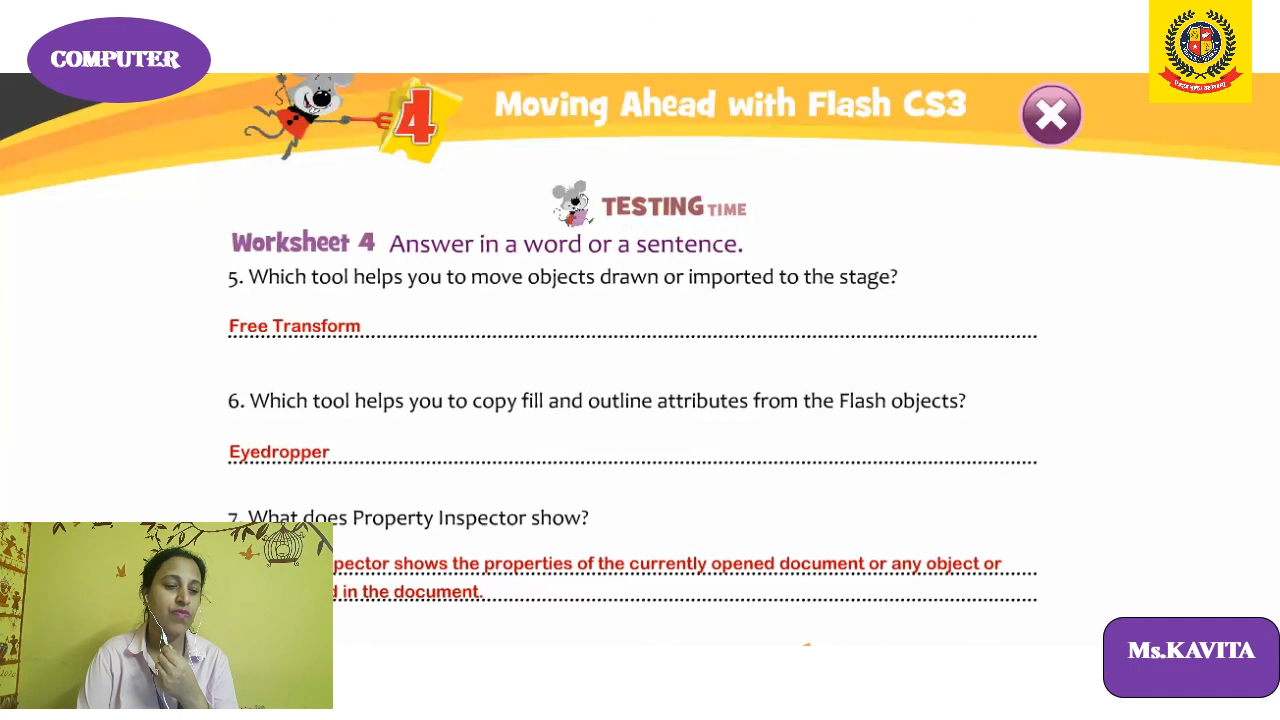 COMPUTER
4
Moving Ahead with Flash CS3
TESTING TIME
Worksheet 4 Answer in a word or a sentence.
5. Which tool helps you to move objects drawn or imported to the stage?
Free Transform
6. Which tool helps you to copy fill and outline attributes from the Flash objects?
Eyedropper
7. What does Property Inspector show?
pector shows the properties of the currently opened document or any object or
d in the document.
Ms.KAVITA